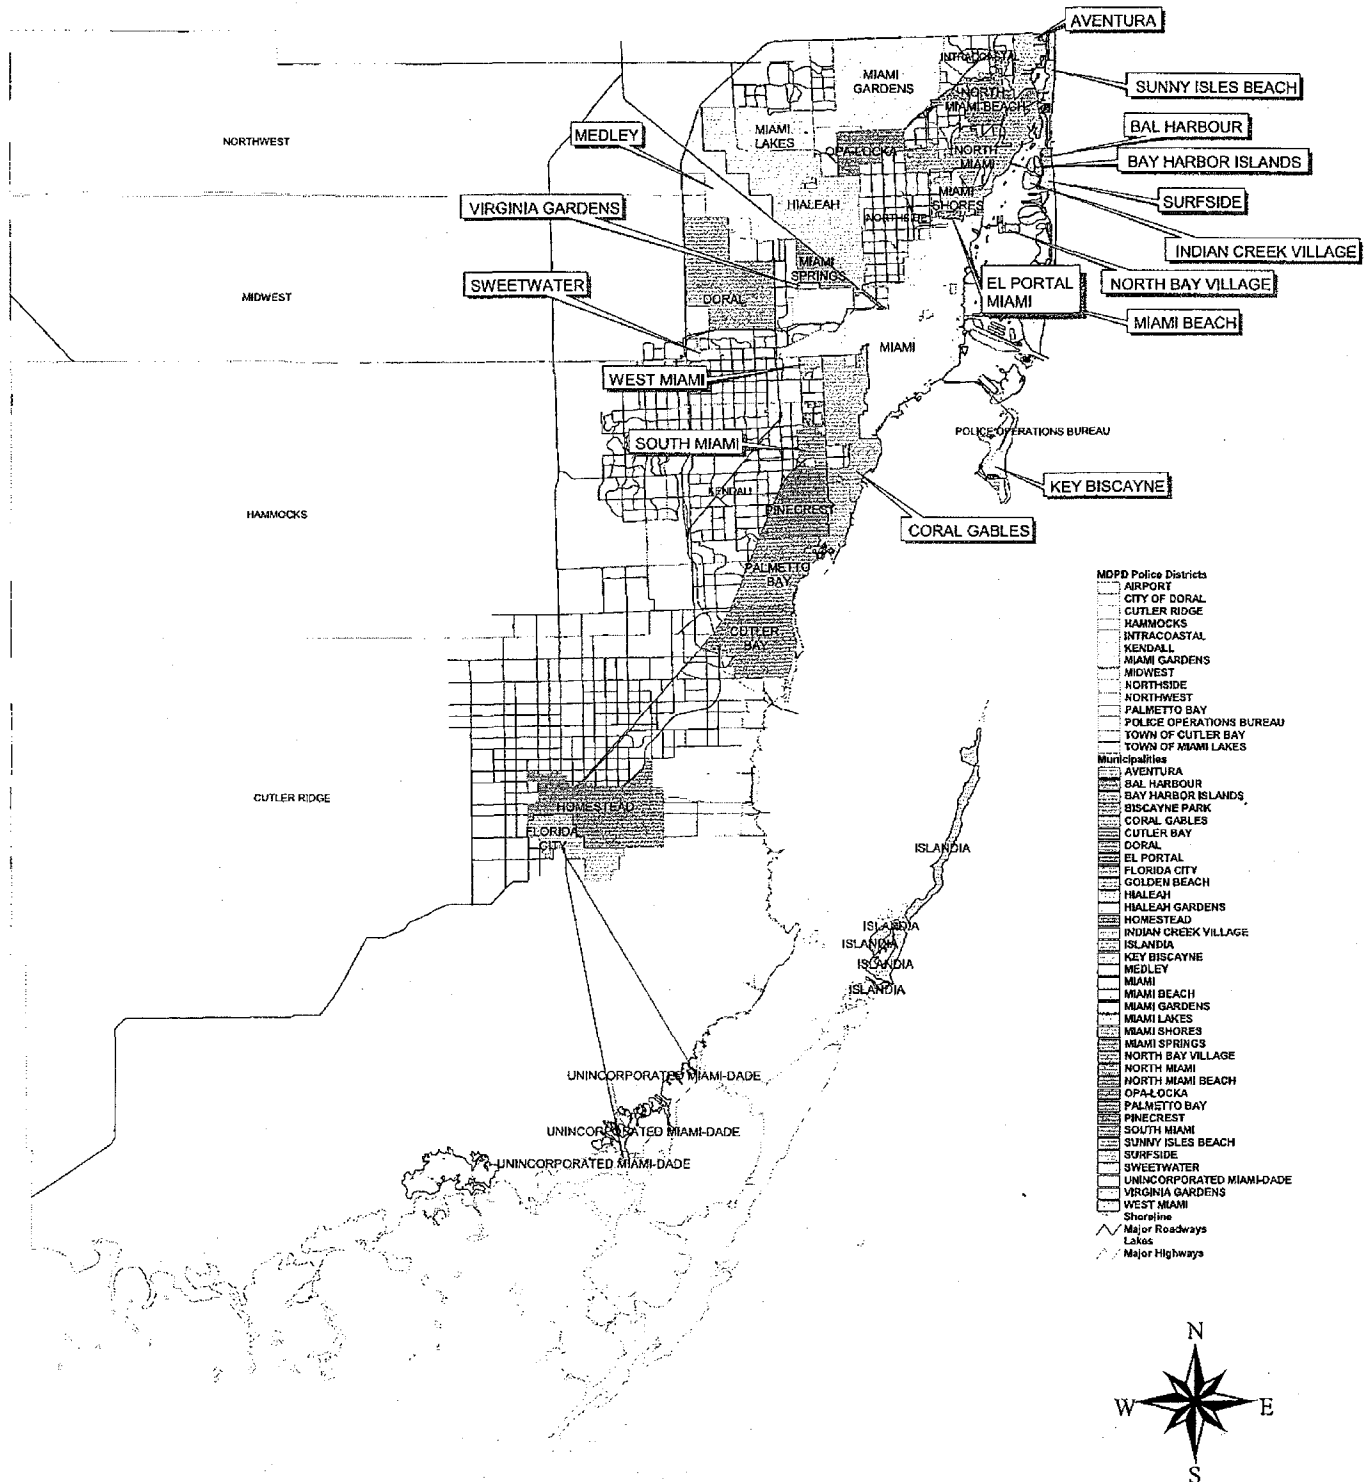 AVENTURA
INTRACOASTAL
MIAMI
GARDENS
SUNNY ISLES BEACH
NORTH
MIAMI BEACH
BAL HARBOUR
MEDLEY
MIAMI
LAKES
NORTHWEST
OPA-LOCKA
NORTH
MIAMI
BAY HARBOR ISLANDS
MIAMI
SHORES
SURFSIDE
HIALEAH
VIRGINIA GARDENS
NORTHSIDE
INDIAN CREEK VILLAGE
MIAMI
SPRINGS
SWEETWATER
EL PORTAL
MIAMI
NORTH BAY VILLAGE
MIDWEST
DORAL
MIAMI BEACH
MIAMI
WEST MIAMI
POLICE OPERATIONS BUREAU
SOUTH MIAMI
KEY BISCAYNE
KENDALL
HAMMOCKS
PINECREST
CORAL GABLES
PALMETTO
BAY
CUTLER
BAY
CUTLER RIDGE
HOMESTEAD
FLORIDA
CITY
ISLANDIA
ISLANDIA
ISLANDIA
ISLANDIA
ISLANDIA
UNINCORPORATED MIAMI-DADE
UNINCORPORATED MIAMI-DADE
UNINCORPORATED MIAMI-DADE
MDPD Police Districts
AIRPORT
CITY OF DORAL
CUTLER RIDGE
HAMMOCKS
INTRACOASTAL
KENDALL
MIAMI GARDENS
MIDWEST
NORTHSIDE
NORTHWEST
PALMETTO BAY
POLICE OPERATIONS BUREAU
TOWN OF CUTLER BAY
TOWN OF MIAMI LAKES
Municipalities
AVENTURA
BAL HARBOUR
BAY HARBOR ISLANDS
BISCAYNE PARK
CORAL GABLES
CUTLER BAY
DORAL
EL PORTAL
FLORIDA CITY
GOLDEN BEACH
HIALEAH
HIALEAH GARDENS
HOMESTEAD
INDIAN CREEK VILLAGE
ISLANDIA
KEY BISCAYNE
MEDLEY
MIAMI
MIAMI BEACH
MIAMI GARDENS
MIAMI LAKES
MIAMI SHORES
MIAMI SPRINGS
NORTH BAY VILLAGE
NORTH MIAMI
NORTH MIAMI BEACH
OPA-LOCKA
PALMETTO BAY
PINECREST
SOUTH MIAMI
SUNNY ISLES BEACH
SURFSIDE
SWEETWATER
UNINCORPORATED MIAMI-DADE
VIRGINIA GARDENS
WEST MIAMI
Shoreline
Major Roadways
Lakes
Major Highways
N
W E
S